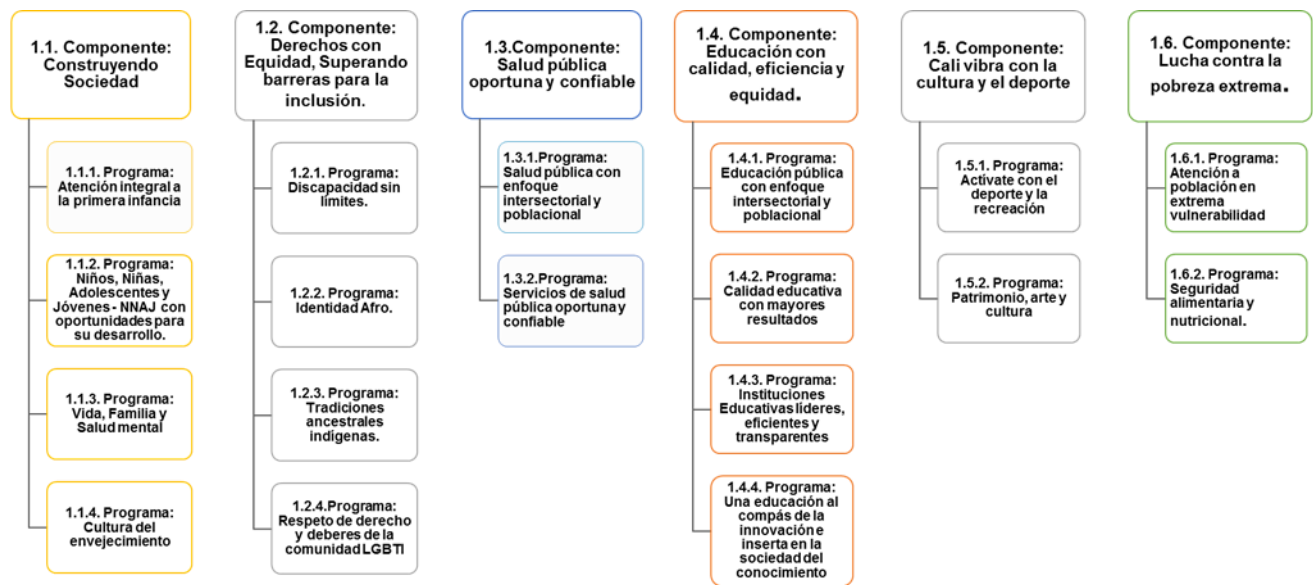 1.1. Componente:
Construyendo
Sociedad
1.1.1. Programa:
Atención integral a
la primera infancia
1.1.2. Programa:
Niños, Niñas,
Adolescentes y
Jóvenes - NNAJ con
oportunidades para
su desarrollo.
1.1.3. Programa:
Vida, Familia y
Salud mental
1.1.4. Programa:
Cultura del
envejecimiento
1.2. Componente:
Derechos con
Equidad, Superando
barreras para la
inclusión.
1.2.1. Programa:
Discapacidad sin
límites.
1.2.2. Programa:
Identidad Afro.
1.2.3. Programa:
Tradiciones
ancestrales
indígenas.
1.2.4.Programa:
Respeto de derecho
y deberes de la
comunidad LGBTI
1.3.Componente:
Salud pública
oportuna y confiable
1.3.1.Programa:
Salud pública con
enfoque
intersectorial y
poblacional
1.3.2.Programa:
Servicios de salud
pública oportuna y
confiable
1.4. Componente:
Educación con
calidad, eficiencia y
equidad.
1.4.1. Programa:
Educación pública
con enfoque
intersectorial y
poblacional
1.4.2. Programa:
Calidad educativa
con mayores
resultados
1.4.3. Programa:
Instituciones
Educativas líderes,
eficientes y
transparentes
1.4.4. Programa:
Una educación al
compás de la
innovación e
inserta en la
sociedad del
conocimiento
1.5. Componente:
Cali vibra con la
cultura y el deporte
1.5.1. Programa:
Actívate con el
deporte y la
recreación
1.5.2. Programa:
Patrimonio, arte y
cultura
1.6. Componente:
Lucha contra la
pobreza extrema.
1.6.1. Programa:
Atención a
población en
extrema
vulnerabilidad
1.6.2. Programa:
Seguridad
alimentaria y
nutricional.